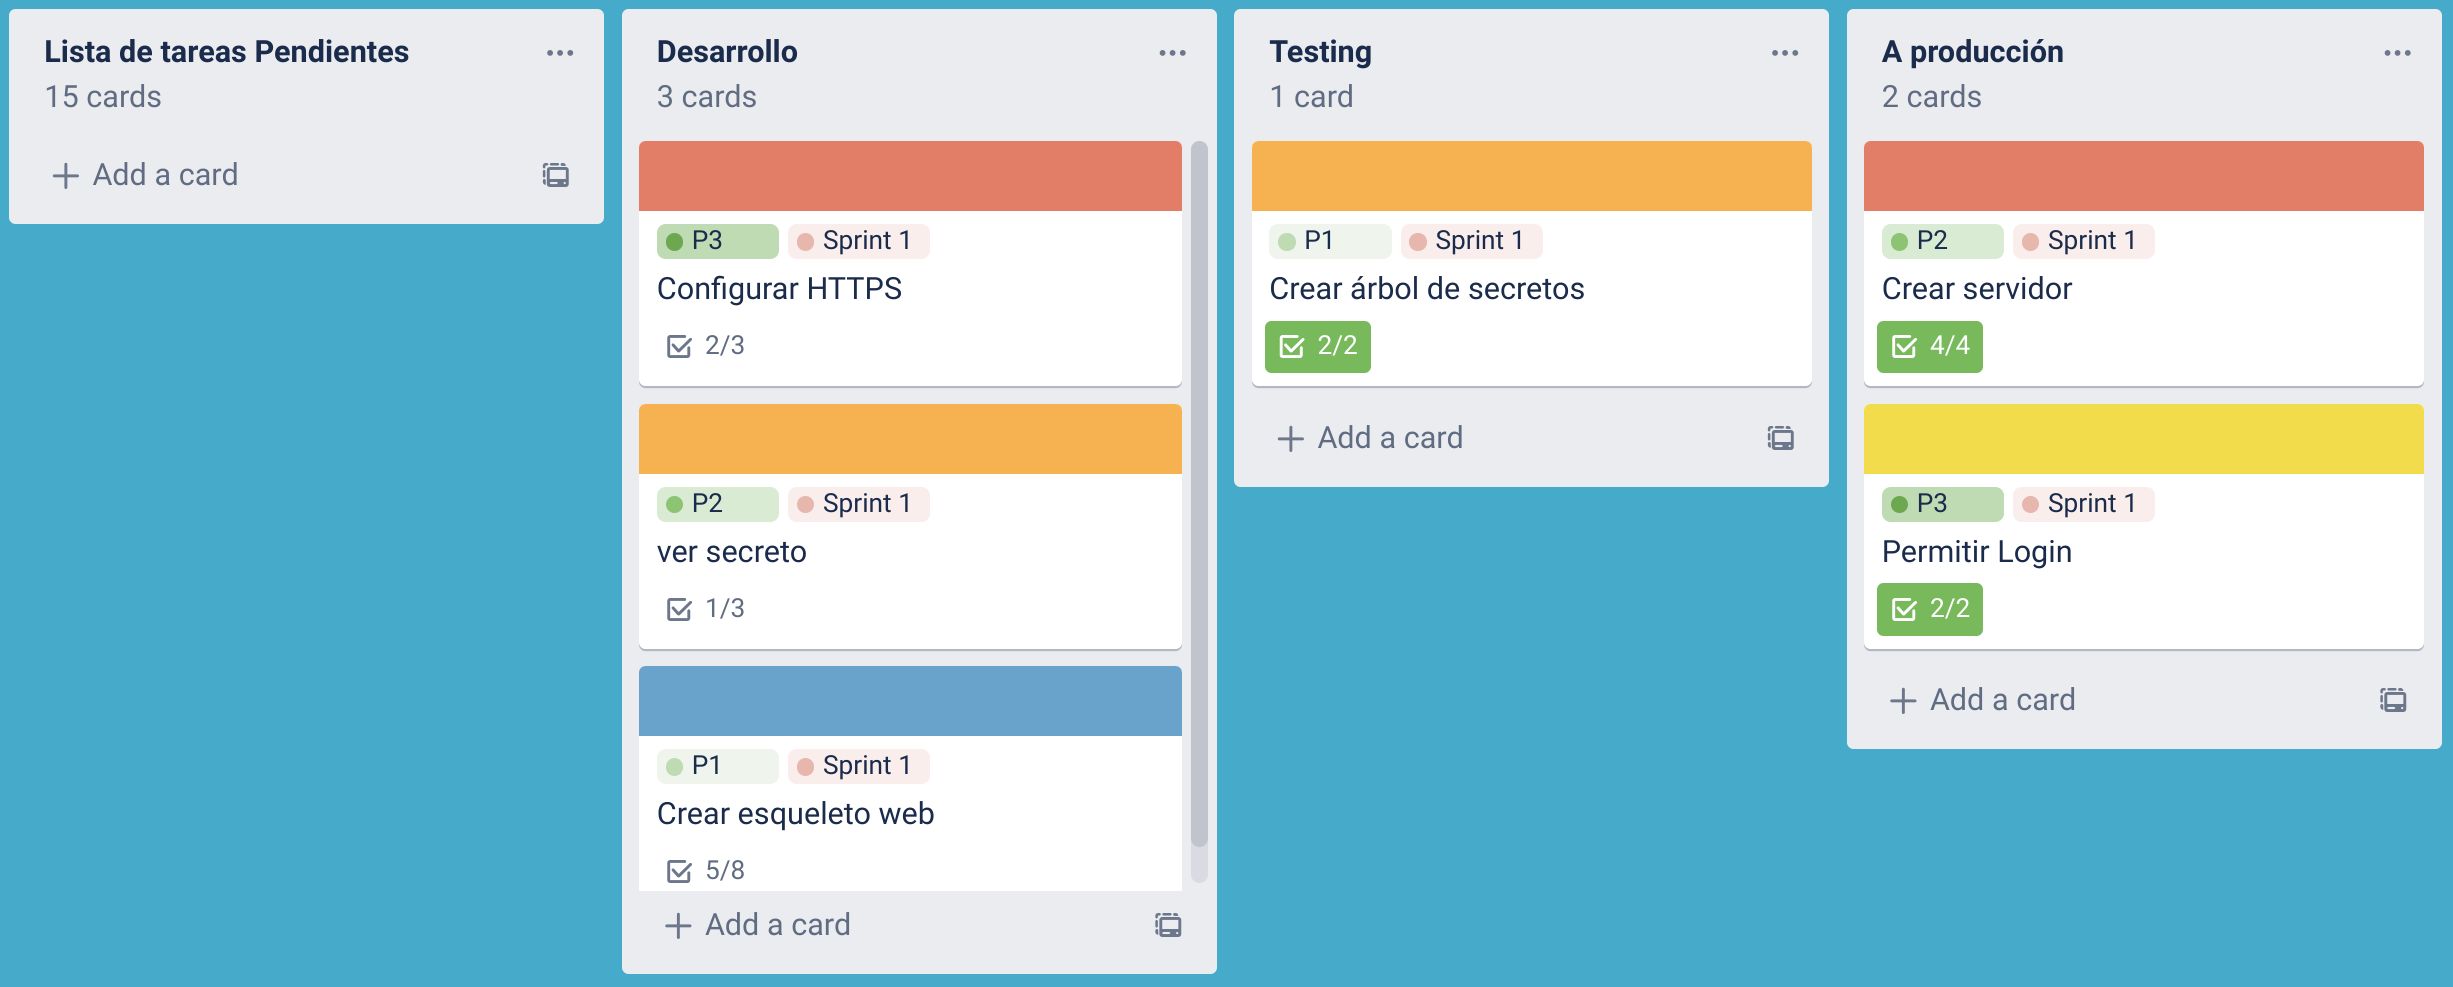 Lista de tareas Pendientes
15 cards
Add a card
Desarrollo
3 cards
P3 Sprint 1
Configurar HTTPS
2/3
P2 Sprint 1
ver secreto
1/3
P1 Sprint 1
Crear esqueleto web
5/8
Add a card
Testing
1 card
P1 Sprint 1
Crear árbol de secretos
2/2
Add a card
A producción
2 cards
P2 Sprint 1
Crear servidor
4/4
P3 Sprint 1
Permitir Login
2/2
Add a card